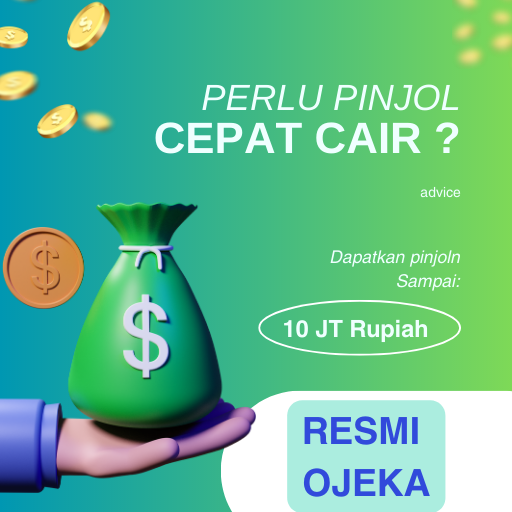 PERLU PINJOL
CEPAT CAIR ?
advice
Dapatkan pinjoln
Sampai:
10 JT Rupiah
RESMI
OJEKA